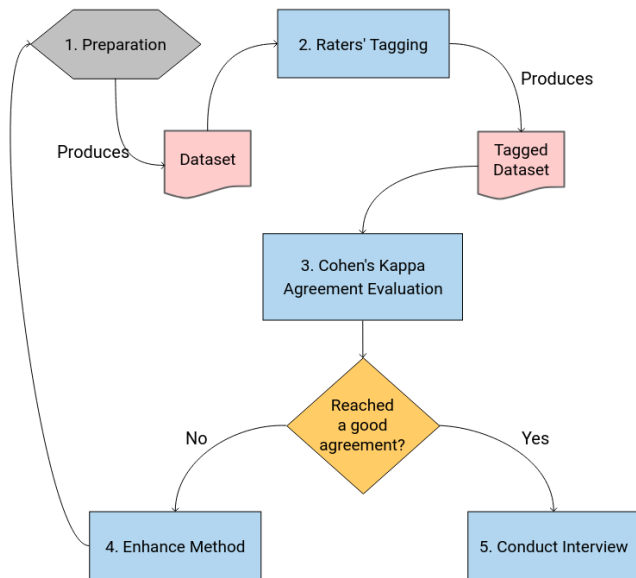 1. Preparation
2. Raters' Tagging
Produces
Produces
Dataset
Tagged
Dataset
3. Cohen's Kappa
Agreement Evaluation
Reached
a good
agreement?
No
Yes
4. Enhance Method
5. Conduct Interview